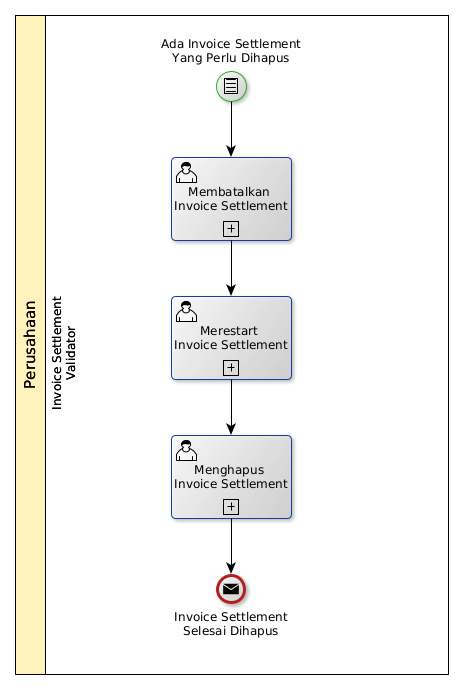 Ada Invoice Settlement
Yang Perlu Dihapus
Perusahaan
Invoice Settlement
Validator
Membatalkan
Invoice Settlement
Merestart
Invoice Settlement
Menghapus
Invoice Settlement
Invoice Settlement
Selesai Dihapus